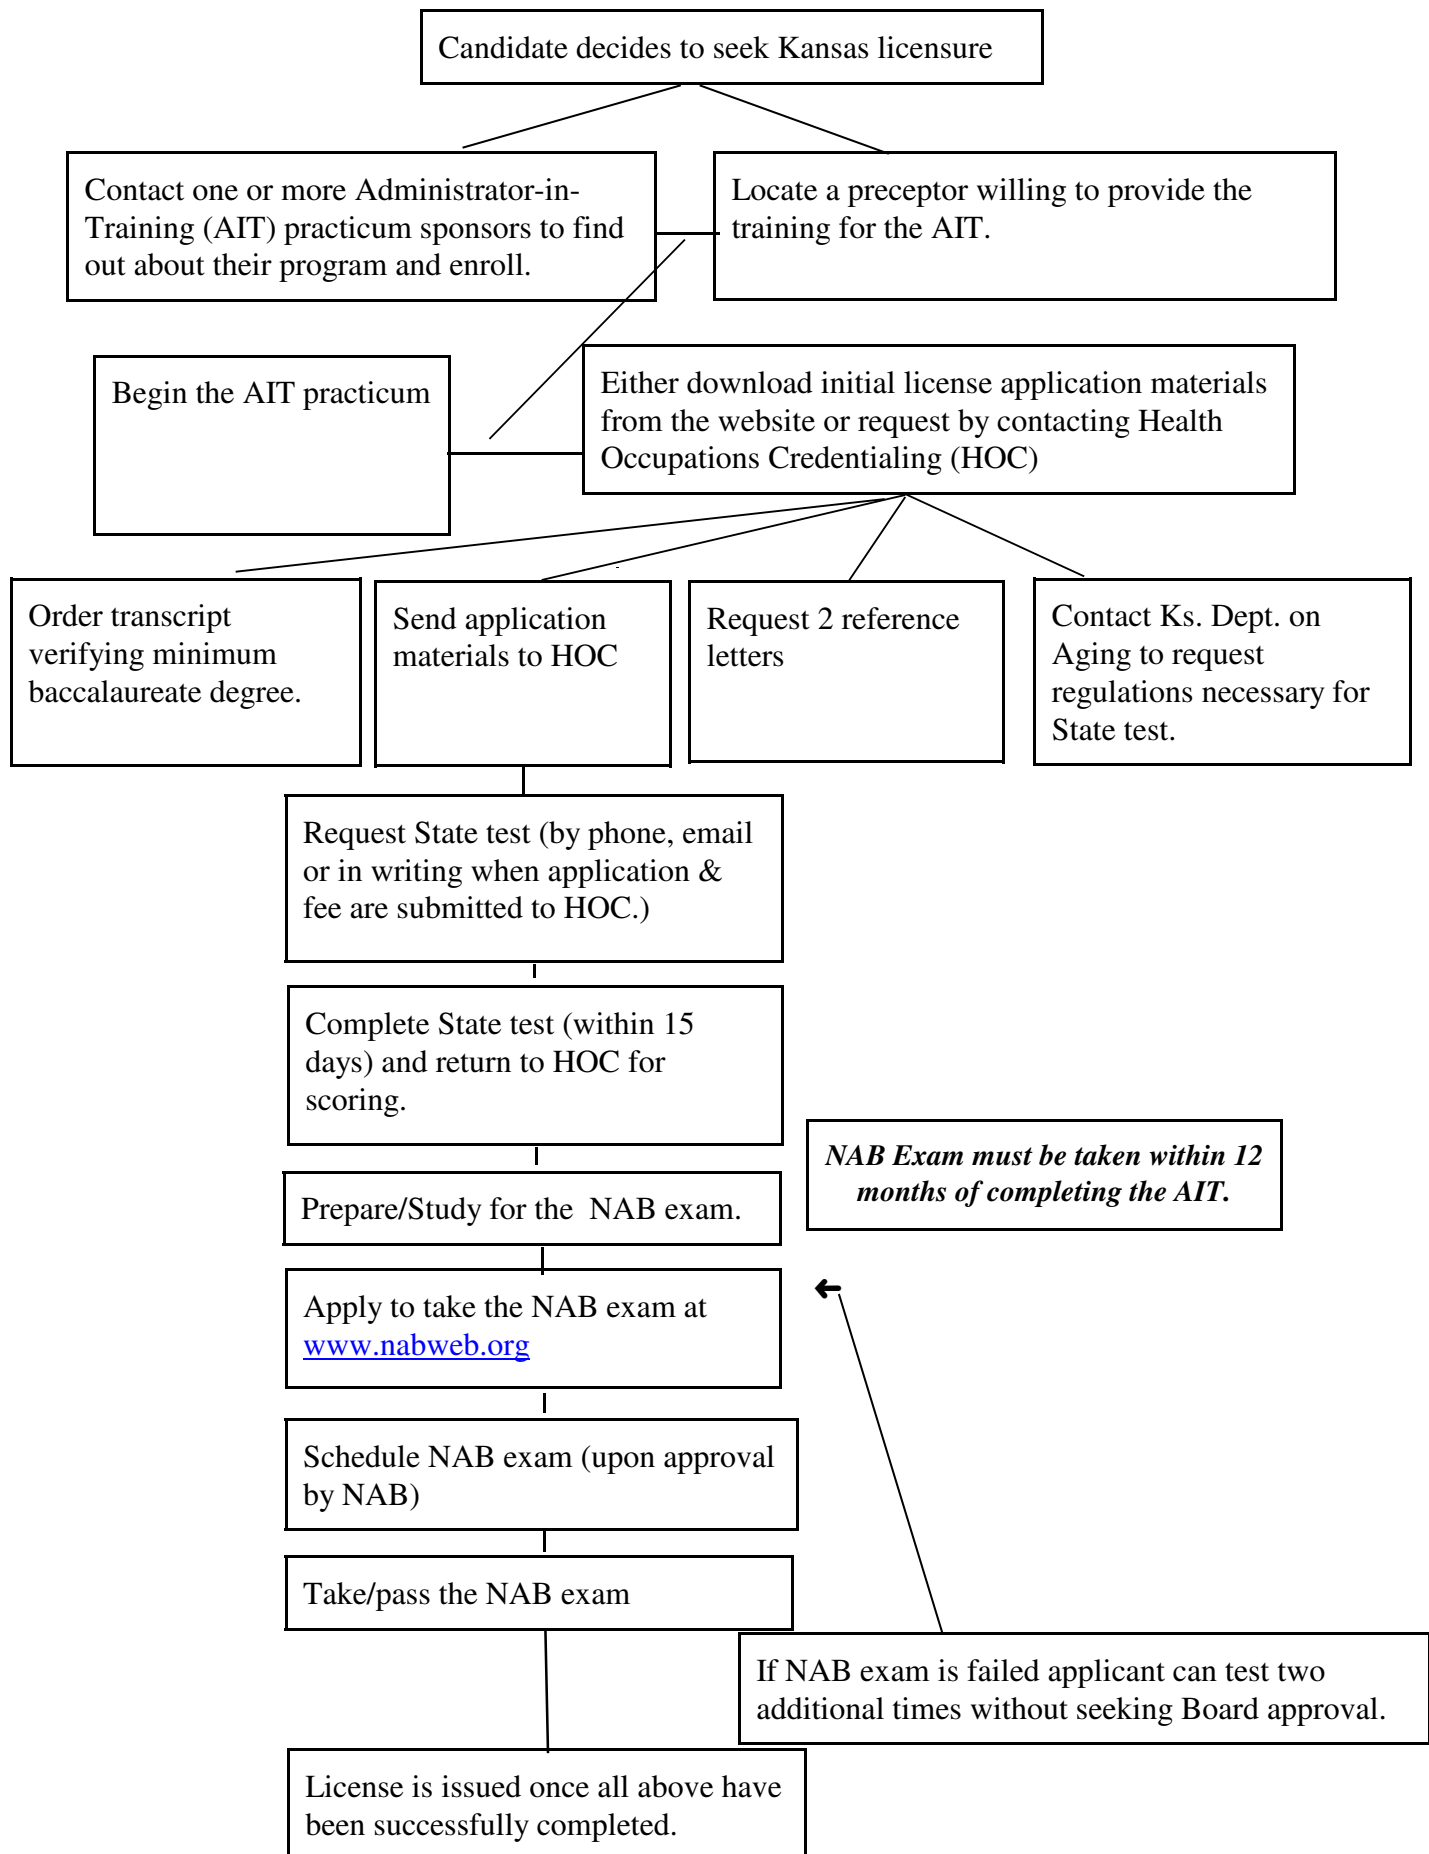 Candidate decides to seek Kansas licensure
Contact one or more Administrator-in-
Training (AIT) practicum sponsors to find
out about their program and enroll.
Locate a preceptor willing to provide the
training for the AIT.
Begin the AIT practicum
Either download initial license application materials
from the website or request by contacting Health
Occupations Credentialing (HOC)
Order transcript
verifying minimum
baccalaureate degree.
Send application
materials to HOC
Request 2 reference
letters
Contact Ks. Dept. on
Aging to request
regulations necessary for
State test.
Request State test (by phone, email
or in writing when application &
fee are submitted to HOC.)
Complete State test (within 15
days) and return to HOC for
scoring.
NAB Exam must be taken within 12
months of completing the AIT.
Prepare/Study for the  NAB exam.
Apply to take the NAB exam at
www.nabweb.org
Schedule NAB exam (upon approval
by NAB)
Take/pass the NAB exam
If NAB exam is failed applicant can test two
additional times without seeking Board approval.
License is issued once all above have
been successfully completed.